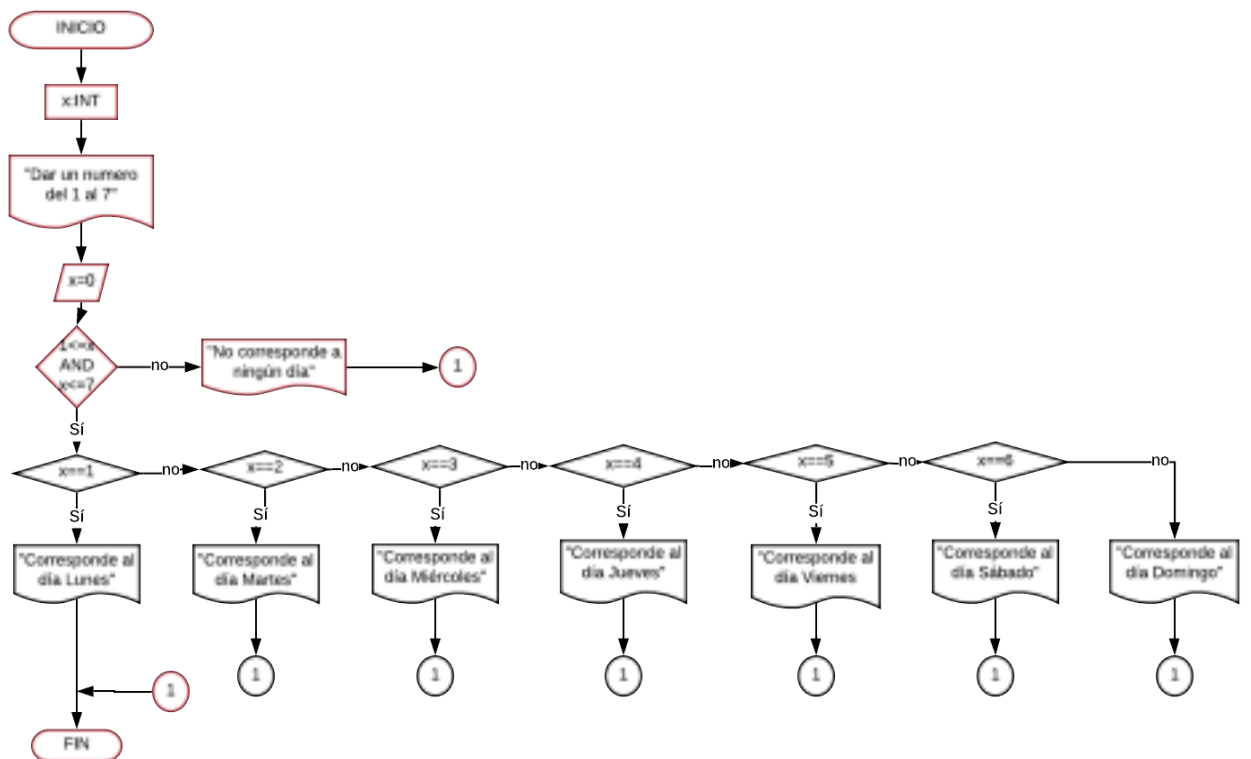 INICIO
x:INT
"Dar un numero
del 1 al 7"
x=0
1<=x
AND
x<=7
no
"No corresponde a
ningún día"
1
Sí
x==1
no
x==2
no
x==3
no
x==4
no
x==5
no
x==6
no
Sí
Sí
Sí
Sí
Sí
Sí
"Corresponde al
día Lunes"
"Corresponde al
día Martes"
"Corresponde al
día Miércoles"
"Corresponde al
día Jueves"
"Corresponde al
día Viernes
"Corresponde al
día Sábado"
"Corresponde al
día Domingo"
1
1
1
1
1
1
1
FIN